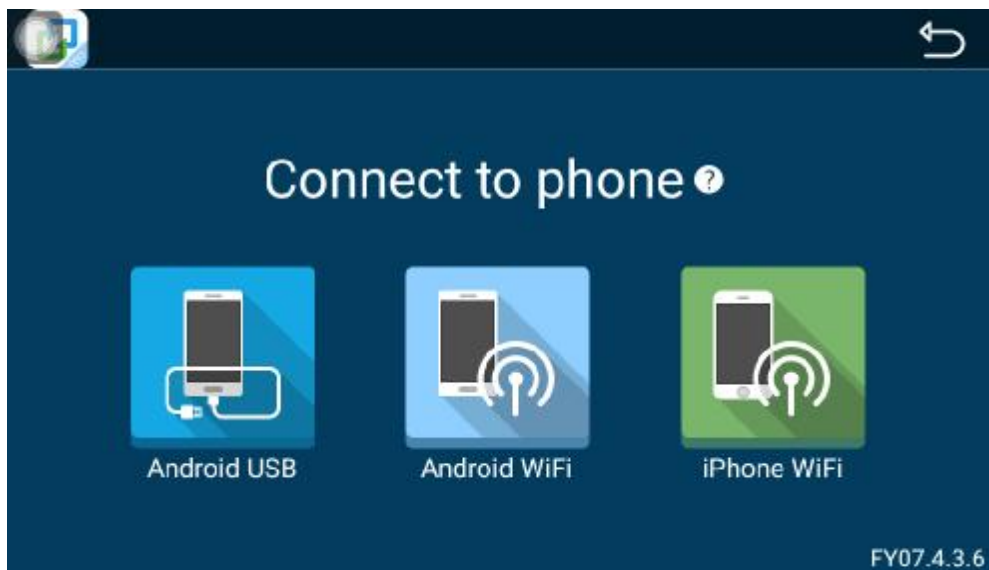 Connect to phone ?
Android USB
Android WiFi
iPhone WiFi
FY07.4.3.6